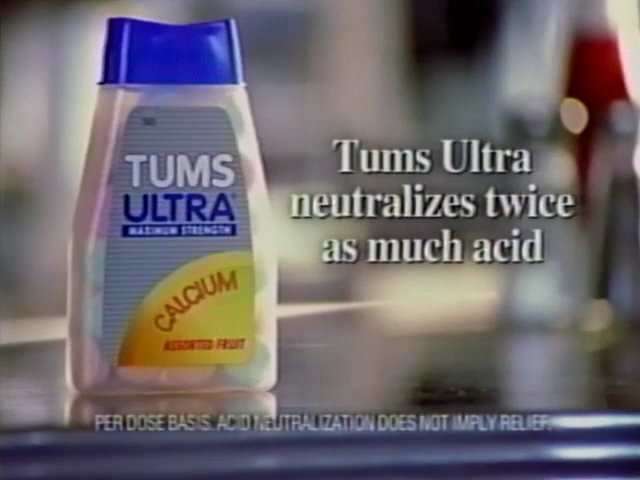 TUMS
ULTRA
MAXIMUM STRENGTH
CALCIUM
ASSORTED FRUIT
Tums Ultra
neutralizes twice
as much acid
PER DOSE BASIS. ACID NEUTRALIZATION DOES NOT IMPLY RELIEF.